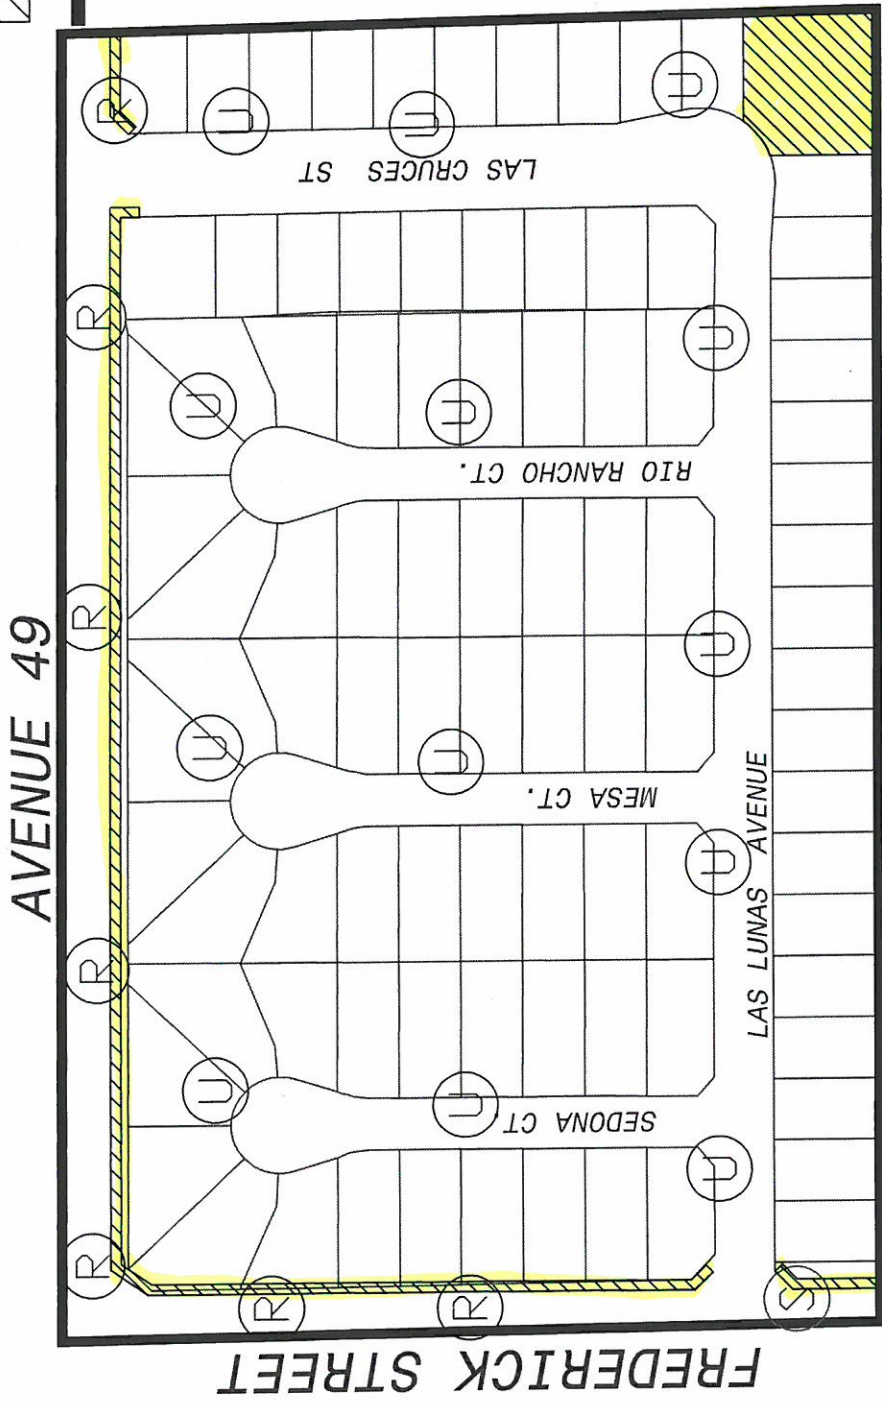 AVENUE 49
R
U
U
U
LAS CRUCES ST
R
U
U
U
RIO RANCHO CT.
R
U
U
U
MESA CT.
U
LAS LUNAS AVENUE
R
U
U
SEDONA CT
U
R
R
R
FREDERICK STREET